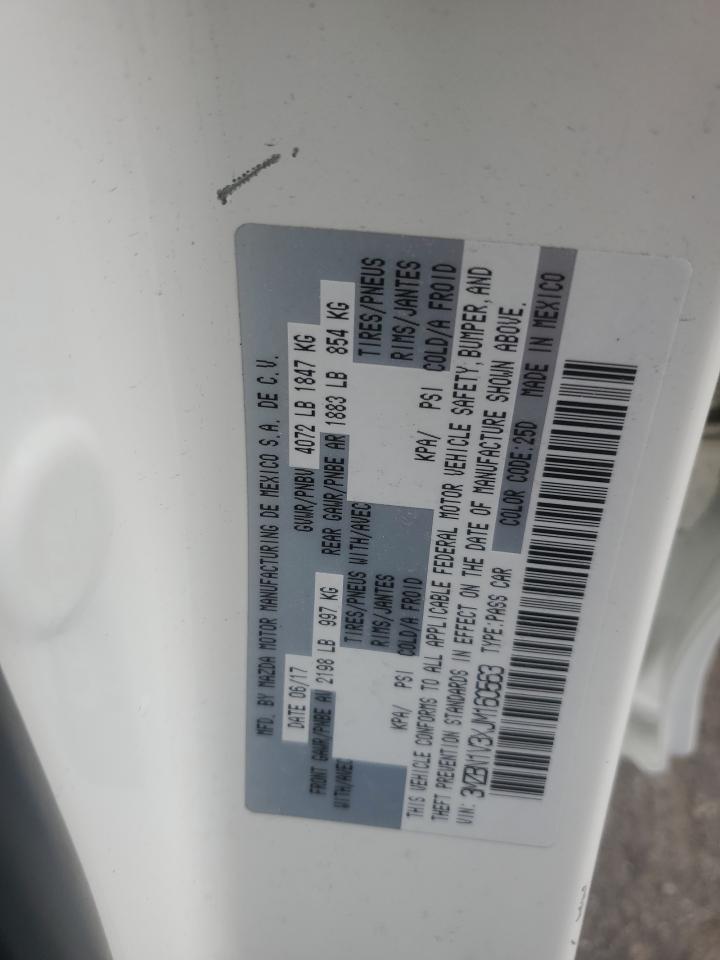 MFD. BY MAZDA MOTOR MANUFACTURING DE MEXICO S.A. DE C.V.
DATE 06/17 GVWR/PNBV 4072 LB 1847 KG
FRONT GAWR/PNBE AV 2198 LB 997 KG REAR GAWR/PNBE AR 1883 LB 854 KG
WITH/AVEC TIRES/PNEUS WITH/AVEC TIRES/PNEUS
RIMS/JANTES RIMS/JANTES
KPA/ PSI COLD/A FROID KPA/ PSI COLD/A FROID
THIS VEHICLE CONFORMS TO ALL APPLICABLE FEDERAL MOTOR VEHICLE SAFETY, BUMPER, AND
THEFT PREVENTION STANDARDS IN EFFECT ON THE DATE OF MANUFACTURE SHOWN ABOVE.
VIN: 3MZBN1V3XJM160563 TYPE:PASS CAR COLOR CODE:25D MADE IN MEXICO